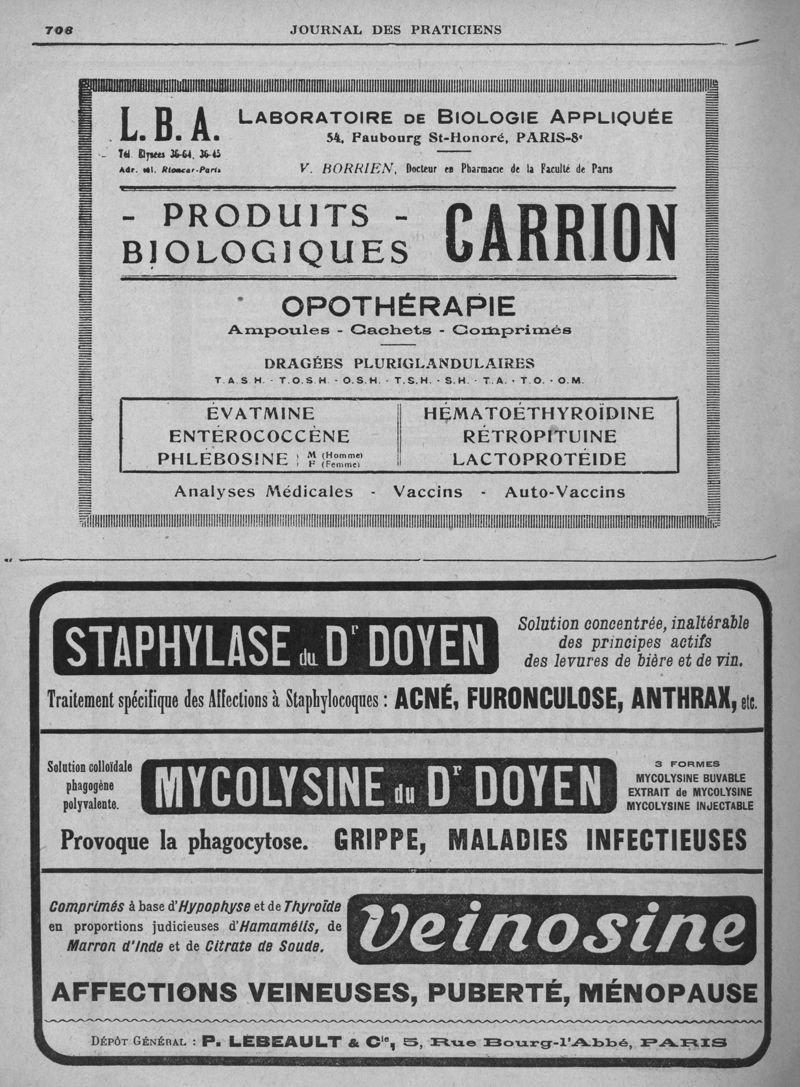 706
JOURNAL DES PRATICIENS
L. B. A.
Tél. Elysées 36-64, 36-45
Adr. tél. Rioncar-Paris
LABORATOIRE DE BIOLOGIE APPLIQUÉE
54, Faubourg St-Honoré, PARIS-8e
V. BORRIEN, Docteur en Pharmacie de la Faculté de Paris
- PRODUITS -
BIOLOGIQUES
CARRION
OPOTHÉRAPIE
Ampoules - Cachets - Comprimés
DRAGÉES PLURIGLANDULAIRES
T.A.S.H. - T.O.S.H. - O.S.H. - T.S.H. - S.H. - T.A. - T.O. - O.M.
ÉVATMINE
ENTÉROCOCCÈNE
PHLÉBOSINE M (Homme)
F (Femme)
HÉMATOÉTHYROÏDINE
RÉTROPITUINE
LACTOPROTÉIDE
Analyses Médicales - Vaccins - Auto-Vaccins
STAPHYLASE du Dr DOYEN
Solution concentrée, inaltérable
des principes actifs
des levures de bière et de vin.
Traitement spécifique des Affections à Staphylocoques : ACNÉ, FURONCULOSE, ANTHRAX, etc.
Solution colloïdale
phagogène
polyvalente.
MYCOLYSINE du Dr DOYEN
3 FORMES
MYCOLYSINE BUVABLE
EXTRAIT de MYCOLYSINE
MYCOLYSINE INJECTABLE
Provoque la phagocytose. GRIPPE, MALADIES INFECTIEUSES
Comprimés à base d'Hypophyse et de Thyroïde
en proportions judicieuses d'Hamamélis, de
Marron d'Inde et de Citrate de Soude.
Veinosine
AFFECTIONS VEINEUSES, PUBERTÉ, MÉNOPAUSE
DÉPÔT GÉNÉRAL : P. LEBEAULT & Cie, 5, Rue Bourg-l'Abbé, PARIS